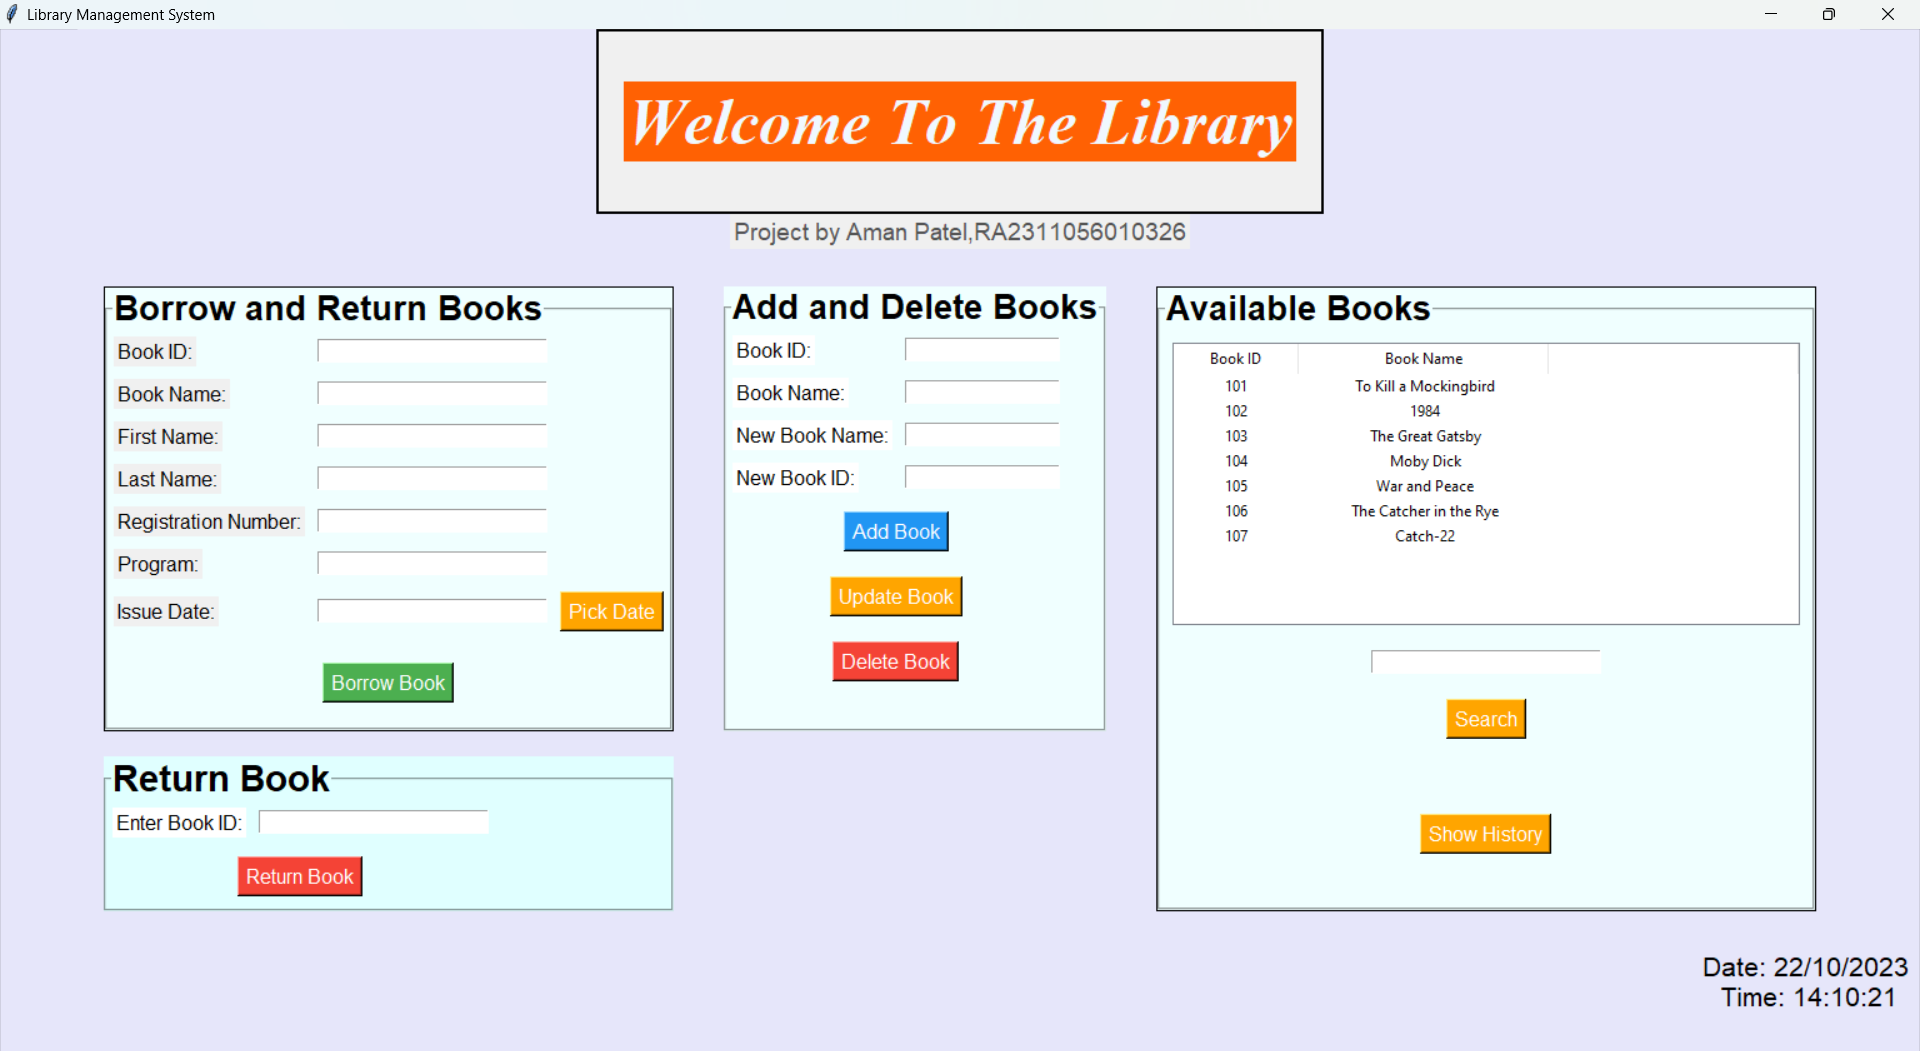 Library Management System
Welcome To The Library
Project by Aman Patel,RA2311056010326
Borrow and Return Books
Book ID:
Book Name:
First Name:
Last Name:
Registration Number:
Program:
Issue Date:
Pick Date
Borrow Book
Return Book
Enter Book ID:
Return Book
Add and Delete Books
Book ID:
Book Name:
New Book Name:
New Book ID:
Add Book
Update Book
Delete Book
Available Books
Book ID Book Name
101 To Kill a Mockingbird
102 1984
103 The Great Gatsby
104 Moby Dick
105 War and Peace
106 The Catcher in the Rye
107 Catch-22
Search
Show History
Date: 22/10/2023
Time: 14:10:21